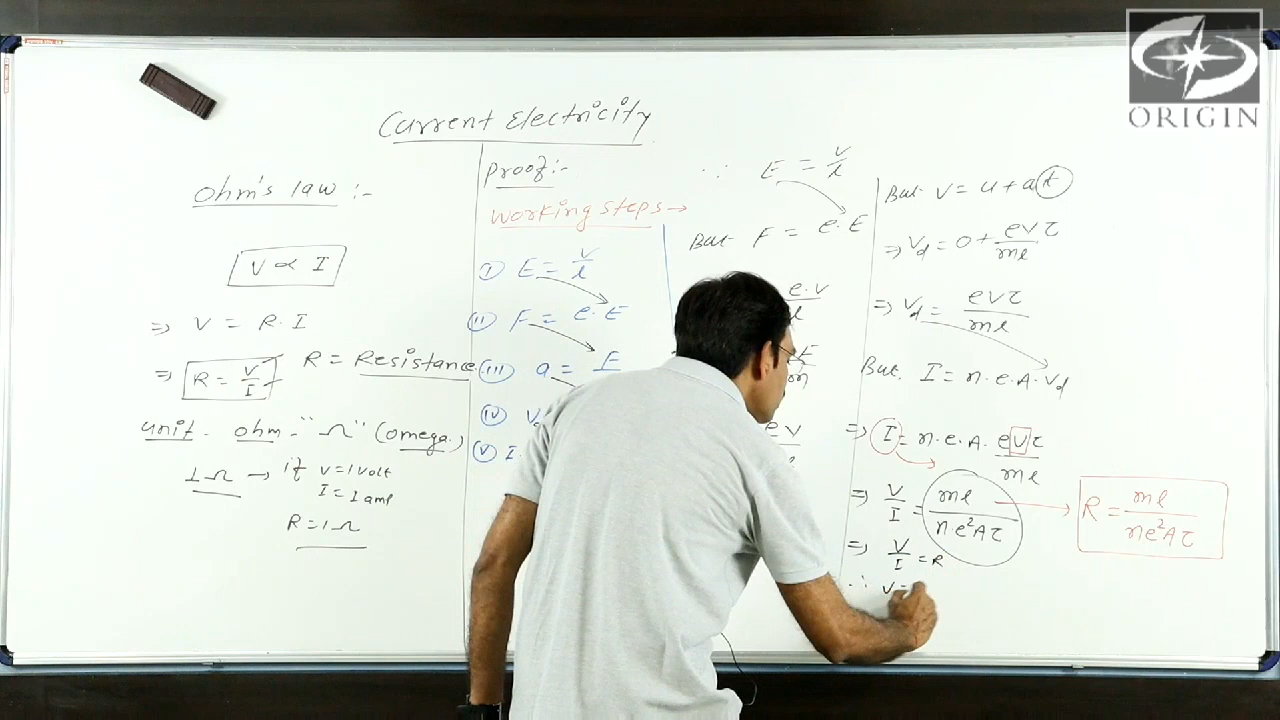 ORIGIN
Current Electricity
Ohm's law :-
V ∝ I
⇒ V = R·I
⇒ R = V/I R = Resistance
unit - ohm - "Ω" (omega)
1Ω → if V = 1 volt
I = 1 amp
R = 1Ω
Proof:-
Working steps →
I) E = V/l
II) F = e·E
III) a = F
IV)
V) I
∴ E = V/l
But F = e·E
e·V/l
eV
But V = u + at
⇒ Vd = 0 + eVτ/ml
⇒ Vd = eVτ/ml
But, I = n·e·A·Vd
⇒ I = n·e·A· eVτ/ml
⇒ V/I = ml/n·e²Aτ
R = ml/ne²Aτ
⇒ V/I = R
∴ V =